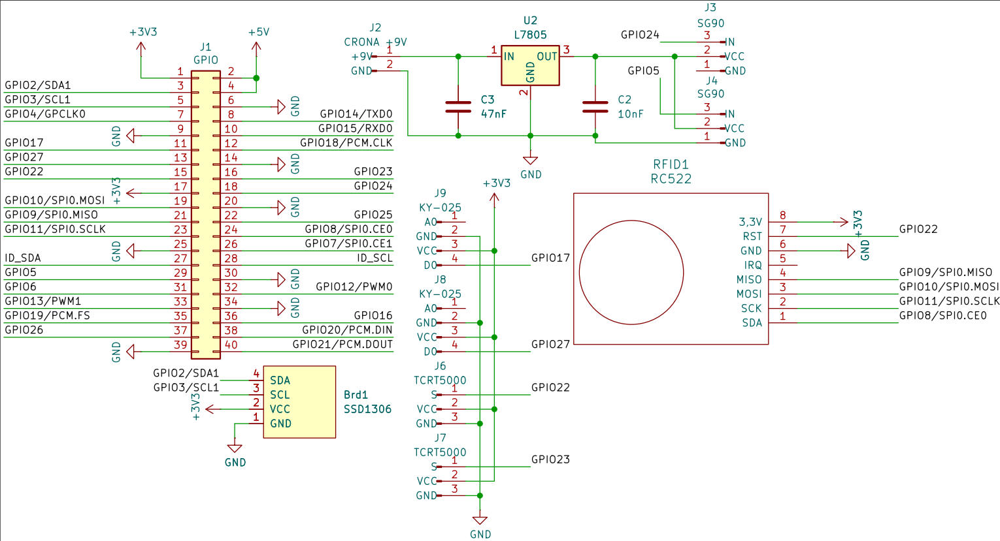 +3V3
+5V
J1
GPIO
1 2
3 4
5 6
7 8
9 10
11 12
13 14
15 16
17 18
19 20
21 22
23 24
25 26
27 28
29 30
31 32
33 34
35 36
37 38
39 40
GPIO2/SDA1
GPIO3/SCL1
GPIO4/GPCLK0
GND
GPIO17
GPIO27
GPIO22
+3V3
GPIO10/SPI0.MOSI
GPIO9/SPI0.MISO
GPIO11/SPI0.SCLK
GND
ID_SDA
GPIO5
GPIO6
GPIO13/PWM1
GPIO19/PCM.FS
GPIO26
GND
GND
GPIO14/TXD0
GPIO15/RXD0
GPIO18/PCM.CLK
GND
GPIO23
GPIO24
GND
GPIO25
GPIO8/SPI0.CE0
GPIO7/SPI0.CE1
ID_SCL
GND
GPIO12/PWM0
GND
GPIO16
GPIO20/PCM.DIN
GPIO21/PCM.DOUT
J2
CRONA +9V
+9V 1
GND 2
C3
47nF
U2
L7805
1 IN OUT 3
GND
2
GND
C2
10nF
J3
SG90
GPIO24
3 IN
2 VCC
1 GND
GPIO5
J4
SG90
3 IN
2 VCC
1 GND
+3V3
J9
KY-025
A0 1
GND 2
VCC 3
D0 4
GPIO17
J8
KY-025
A0 1
GND 2
VCC 3
D0 4
GPIO27
J6
TCRT5000
S 1
VCC 2
GND 3
GPIO22
J7
TCRT5000
S 1
VCC 2
GND 3
GPIO23
GND
RFID1
RC522
3,3V 8
RST 7
GND 6
IRQ 5
MISO 4
MOSI 3
SCK 2
SDA 1
+3V3
GPIO22
GND
GPIO9/SPI0.MISO
GPIO10/SPI0.MOSI
GPIO11/SPI0.SCLK
GPIO8/SPI0.CE0
GPIO2/SDA1
GPIO3/SCL1
+3V3
4 SDA
3 SCL
2 VCC
1 GND
Brd1
SSD1306
GND